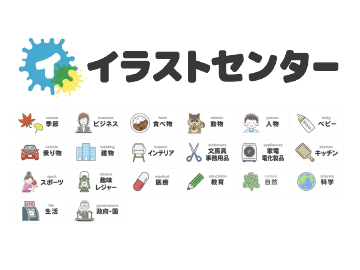 イ イラストセンター
season business food animal person baby
季節 ビジネス 食べ物 動物 人物 ベビー
vehicle building interior stationery appliances kitchen
乗り物 建物 インテリア 文房具 事務用品 家電 電化製品 キッチン
sport leisure medical education nature science
スポーツ 趣味 レジャー 医療 教育 自然 科学
life government
生活 政府・国